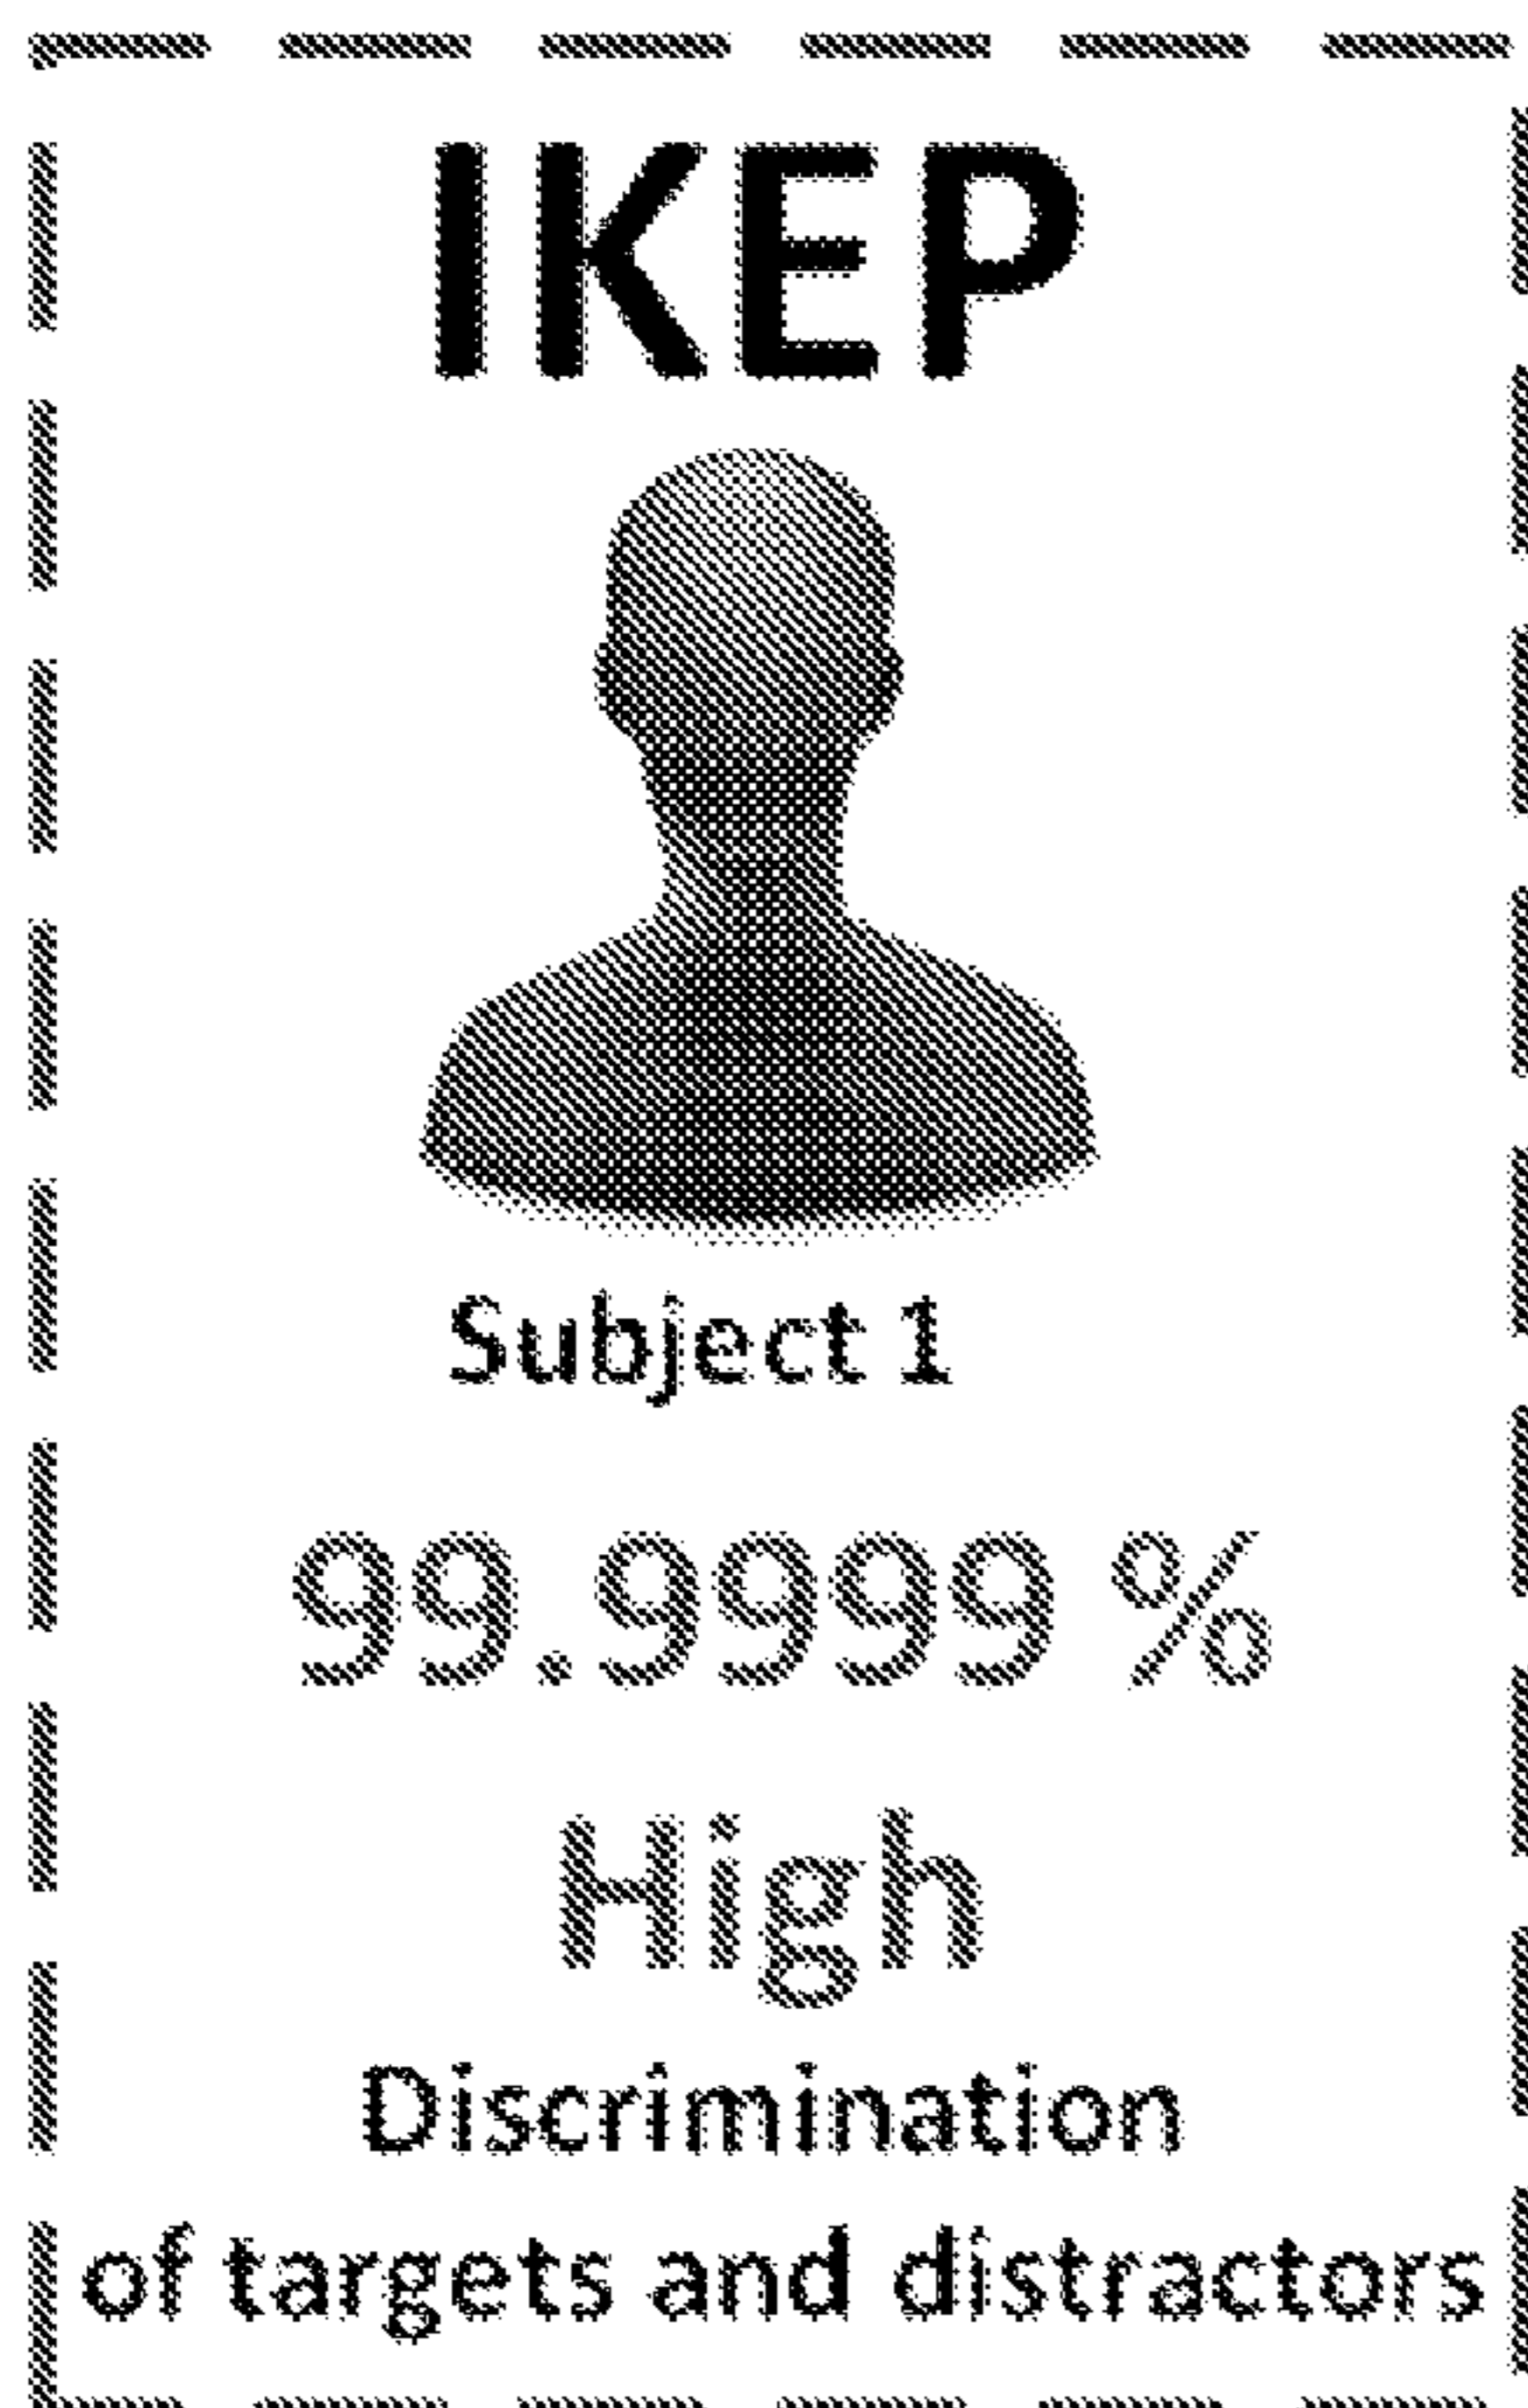 IKEP
Subject 1
99.9999 %
High
Discrimination
of targets and distractors